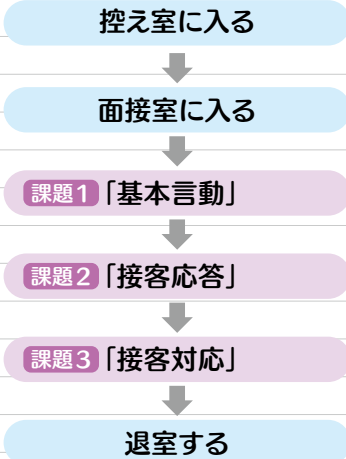 控え室に入る
面接室に入る
課題1「基本言動」
課題2「接客応答」
課題3「接客対応」
退室する